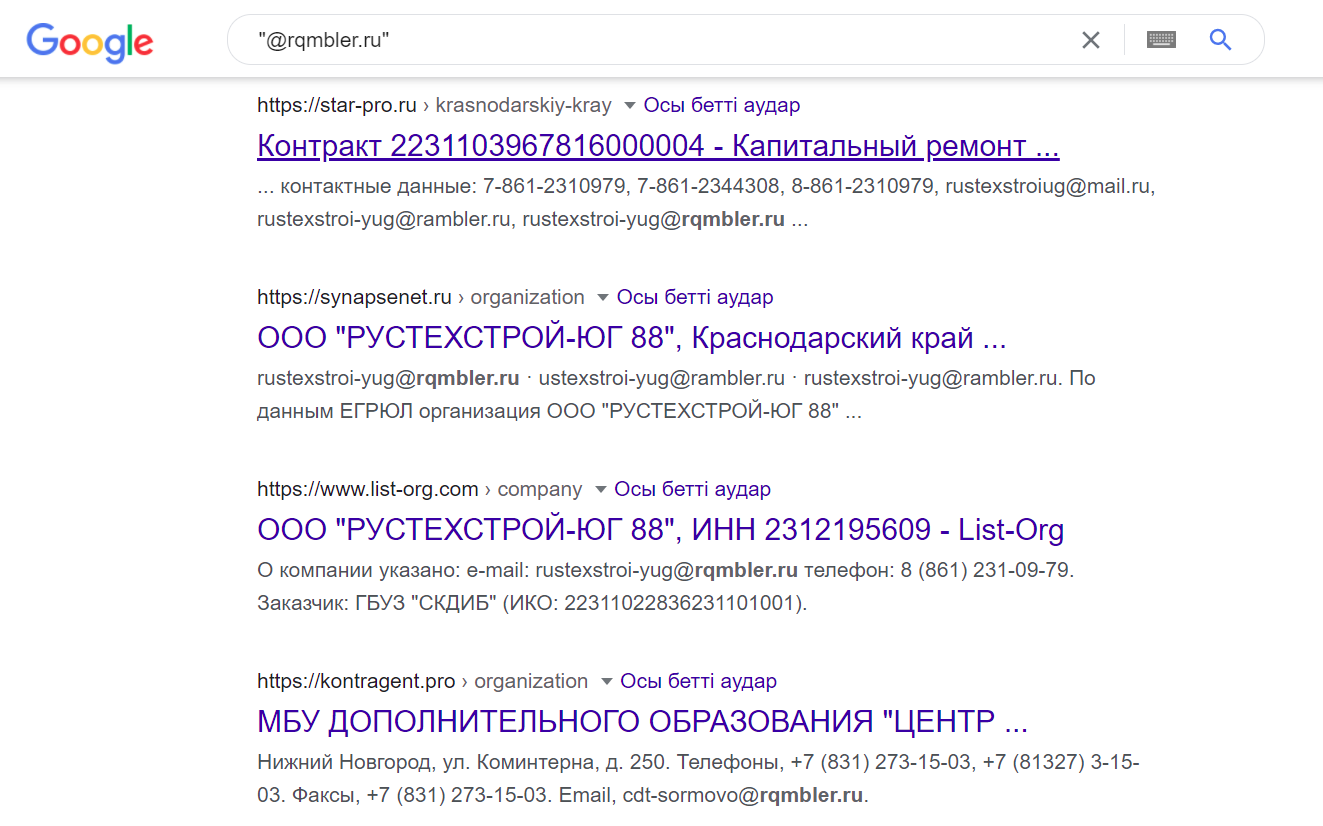 Google
"@rqmbler.ru"
https://star-pro.ru › krasnodarskiy-kray Осы бетті аудар
Контракт 2231103967816000004 - Капитальный ремонт ...
... контактные данные: 7-861-2310979, 7-861-2344308, 8-861-2310979, rustexstroiug@mail.ru,
rustexstroi-yug@rambler.ru, rustexstroi-yug@rqmbler.ru ...
https://synapsenet.ru › organization Осы бетті аудар
ООО "РУСТЕХСТРОЙ-ЮГ 88", Краснодарский край ...
rustexstroi-yug@rqmbler.ru · ustexstroi-yug@rambler.ru · rustexstroi-yug@rambler.ru. По
данным ЕГРЮЛ организация ООО "РУСТЕХСТРОЙ-ЮГ 88" ...
https://www.list-org.com › company Осы бетті аудар
ООО "РУСТЕХСТРОЙ-ЮГ 88", ИНН 2312195609 - List-Org
О компании указано: e-mail: rustexstroi-yug@rqmbler.ru телефон: 8 (861) 231-09-79.
Заказчик: ГБУЗ "СКДИБ" (ИКО: 22311022836231101001).
https://kontragent.pro › organization Осы бетті аудар
МБУ ДОПОЛНИТЕЛЬНОГО ОБРАЗОВАНИЯ "ЦЕНТР ...
Нижний Новгород, ул. Коминтерна, д. 250. Телефоны, +7 (831) 273-15-03, +7 (81327) 3-15-
03. Факсы, +7 (831) 273-15-03. Email, cdt-sormovo@rqmbler.ru.